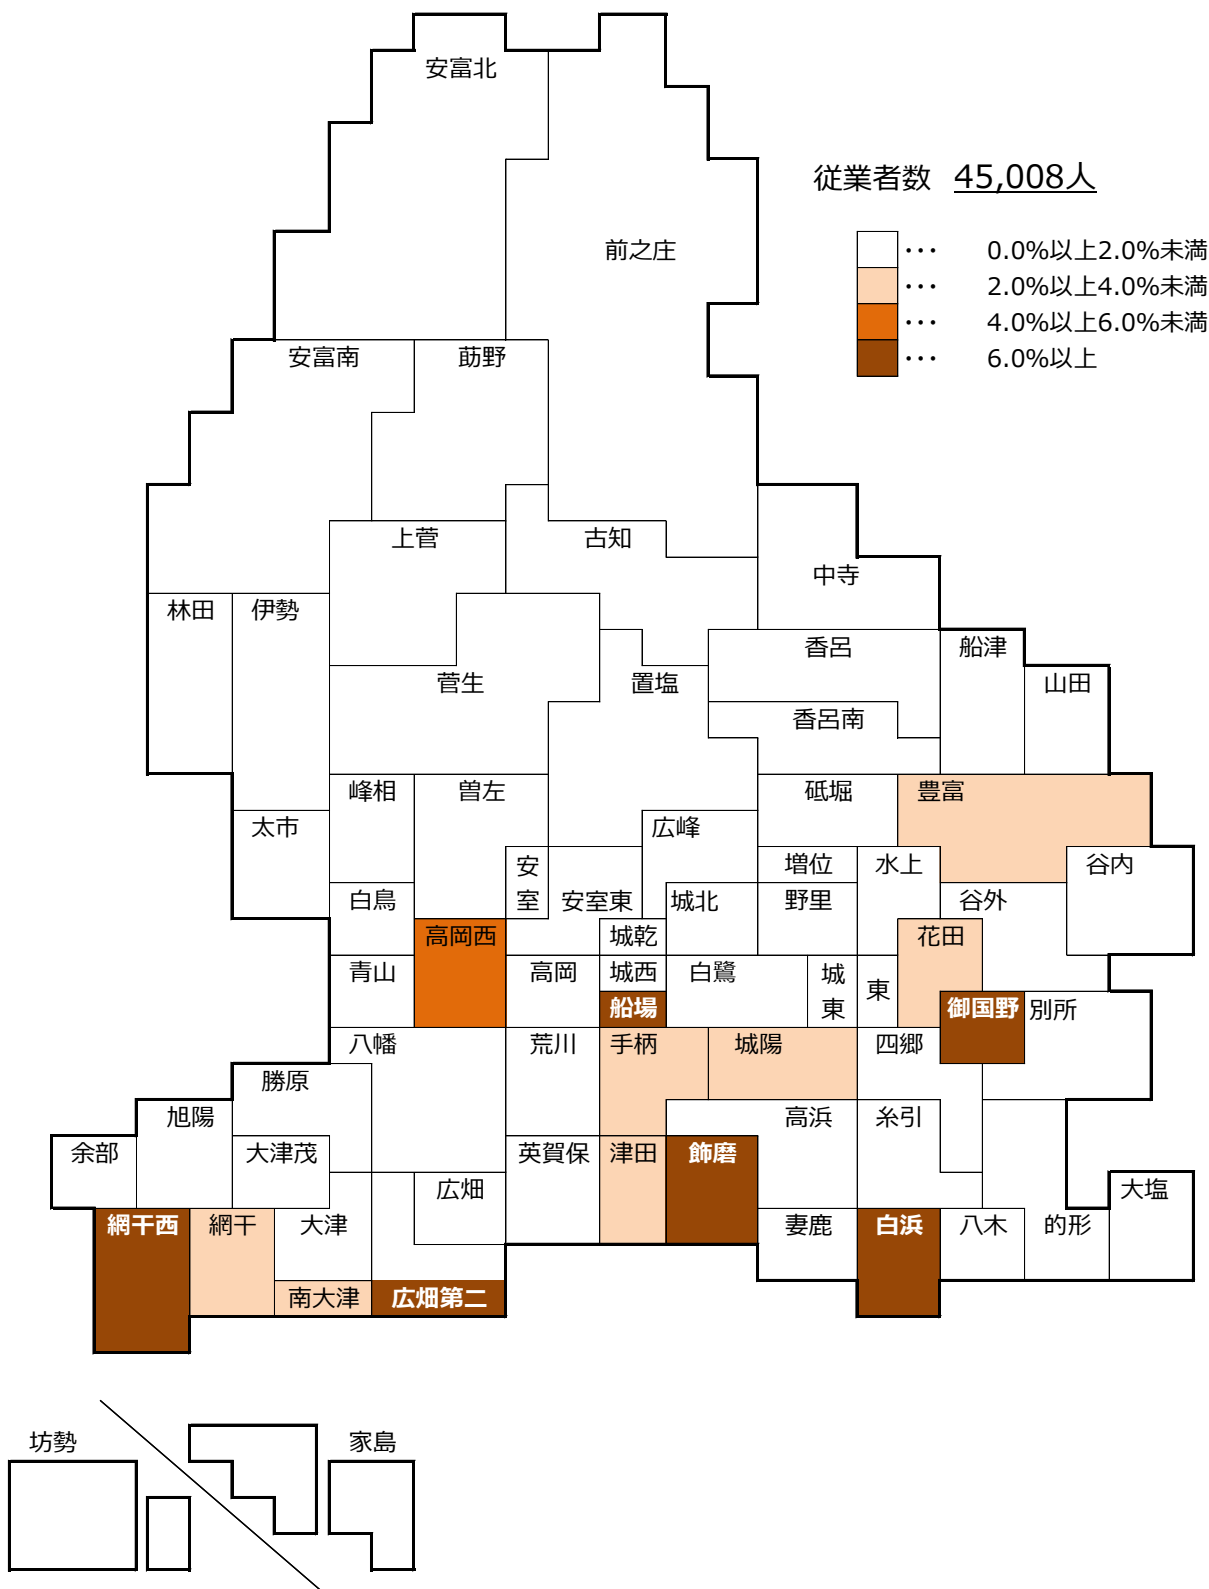 安富北
従業者数 45,008人
前之庄
・・・ 0.0%以上2.0%未満
・・・ 2.0%以上4.0%未満
・・・ 4.0%以上6.0%未満
・・・ 6.0%以上
安富南
莇野
上菅
古知
中寺
林田
伊勢
香呂
船津
菅生
置塩
山田
香呂南
峰相
曽左
砥堀
豊富
太市
広峰
安室
増位
水上
谷内
白鳥
安室東
城北
野里
谷外
高岡西
城乾
花田
青山
高岡
城西
白鷺
城東
東
船場
御国野
別所
八幡
荒川
手柄
城陽
四郷
勝原
旭陽
高浜
糸引
余部
大津茂
英賀保
津田
飾磨
広畑
大塩
網干西
網干
大津
妻鹿
白浜
八木
的形
南大津
広畑第二
坊勢
家島